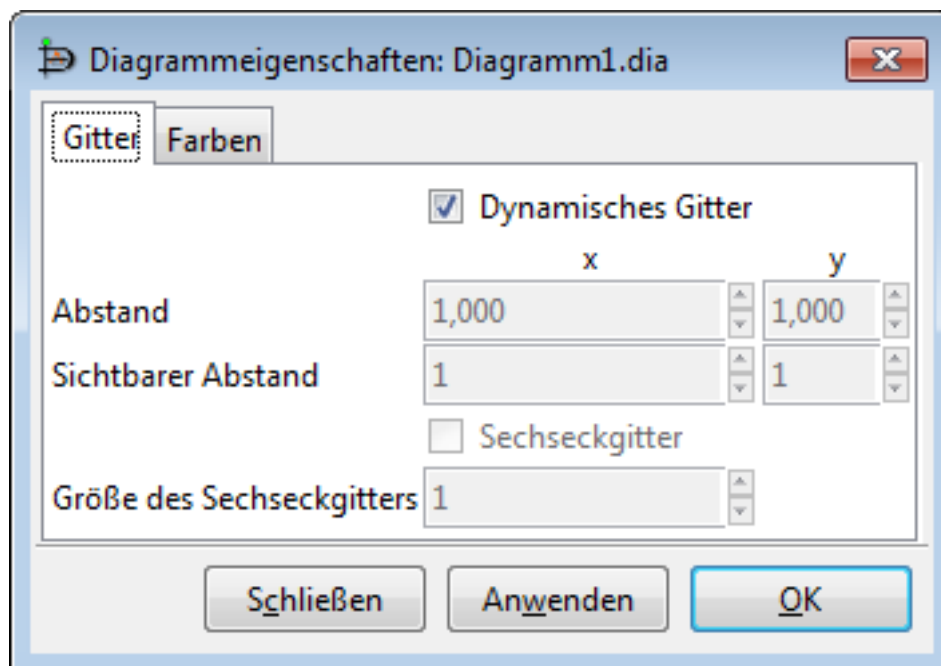 Diagrammeigenschaften: Diagramm1.dia
Gitter Farben
Dynamisches Gitter
x y
Abstand 1,000 1,000
Sichtbarer Abstand 1 1
Sechseckgitter
Größe des Sechseckgitters 1
Schließen Anwenden OK